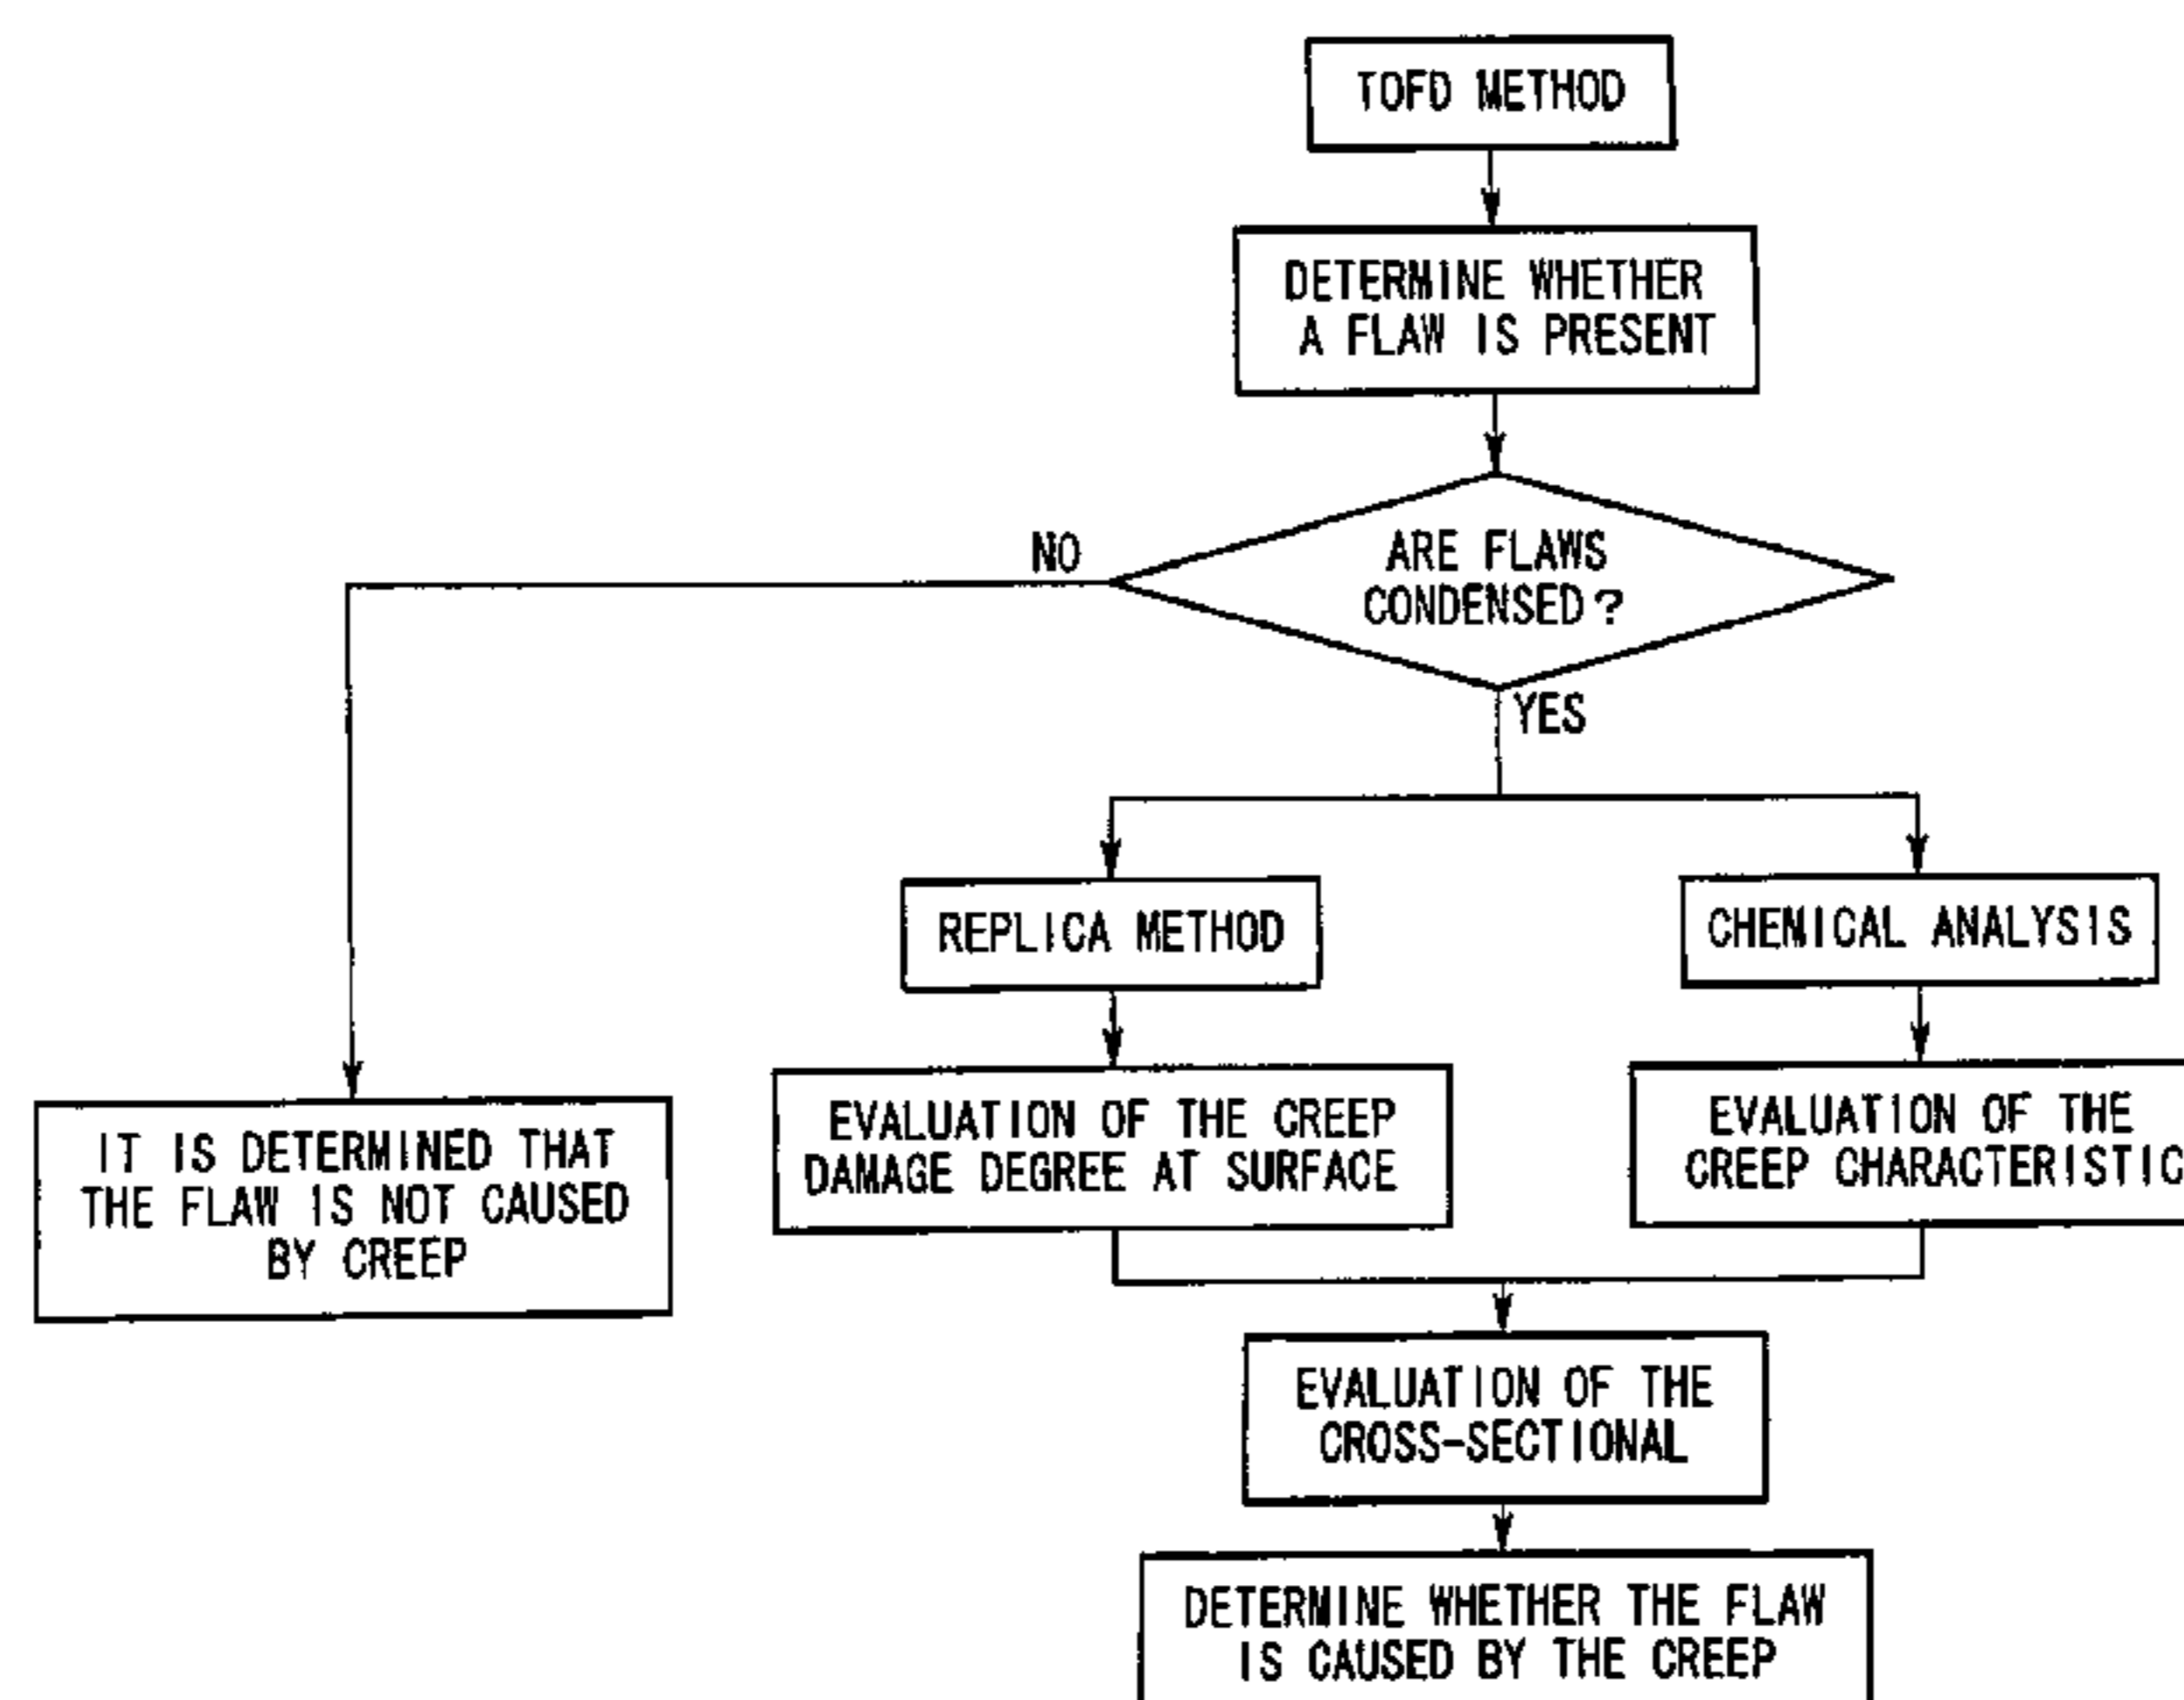 TOFD METHOD
DETERMINE WHETHER
A FLAW IS PRESENT
NO
ARE FLAWS
CONDENSED?
YES
REPLICA METHOD
CHEMICAL ANALYSIS
EVALUATION OF THE CREEP
DAMAGE DEGREE AT SURFACE
EVALUATION OF THE
CREEP CHARACTERISTIC
IT IS DETERMINED THAT
THE FLAW IS NOT CAUSED
BY CREEP
EVALUATION OF THE
CROSS-SECTIONAL
DETERMINE WHETHER THE FLAW
IS CAUSED BY THE CREEP